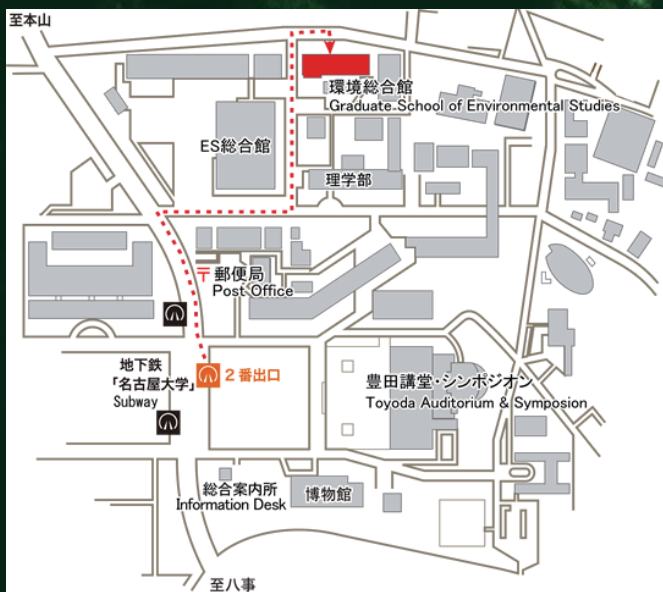 至本山
環境総合館
Graduate School of Environmental Studies
ES総合館
理学部
〒郵便局
Post Office
地下鉄
「名古屋大学」
Subway
2番出口
豊田講堂・シンポジオン
Toyoda Auditorium & Symposion
総合案内所
Information Desk
博物館
至八事